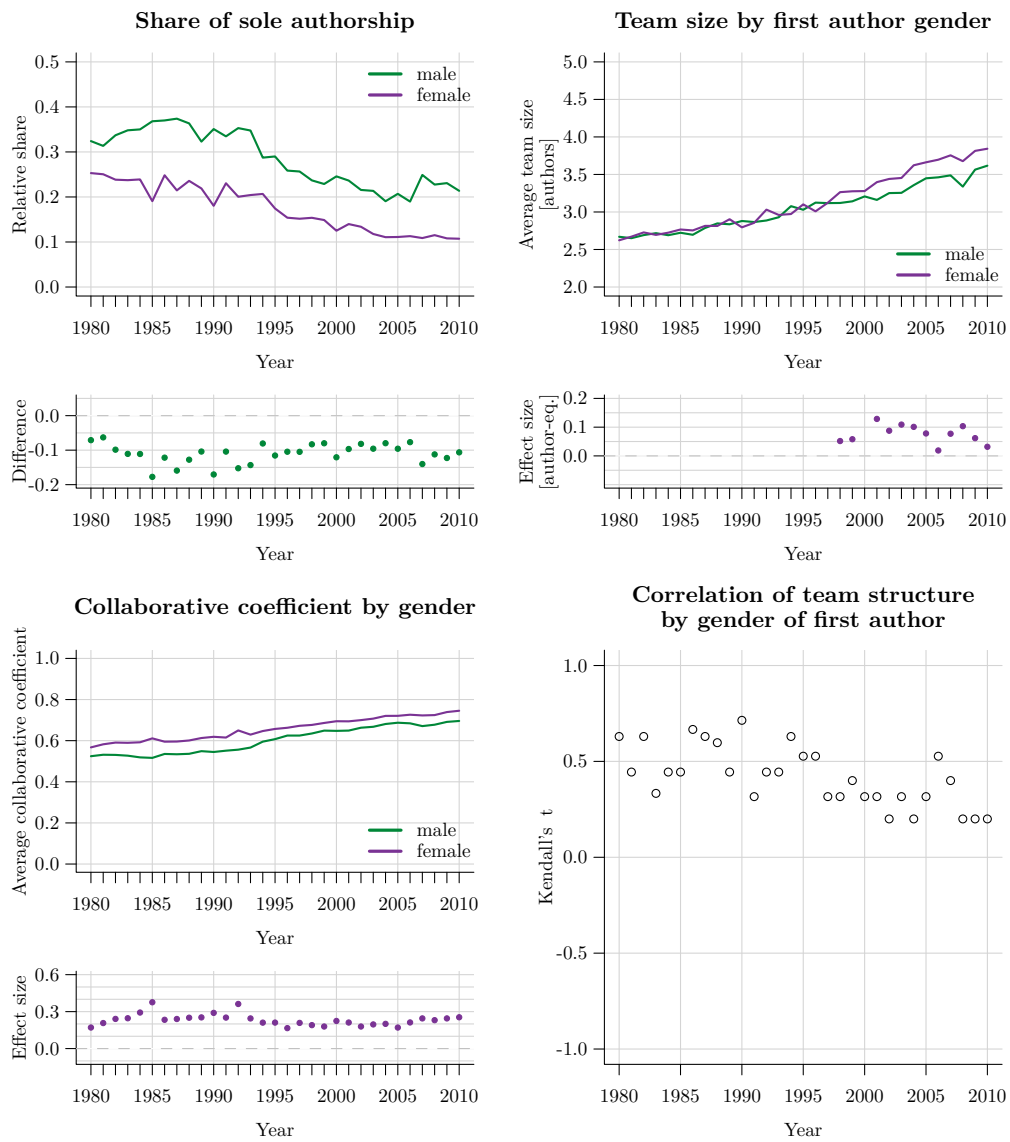 Share of sole authorship
Relative share
0.5
0.4
0.3
0.2
0.1
0.0
male
female
1980 1985 1990 1995 2000 2005 2010
Year
Difference
0.0
-0.1
-0.2
1980 1985 1990 1995 2000 2005 2010
Year
Team size by first author gender
Average team size
[authors]
5.0
4.5
4.0
3.5
3.0
2.5
2.0
male
female
1980 1985 1990 1995 2000 2005 2010
Year
Effect size
[author-eq.]
0.2
0.1
0.0
1980 1985 1990 1995 2000 2005 2010
Year
Collaborative coefficient by gender
Average collaborative coefficient
1.0
0.8
0.6
0.4
0.2
0.0
male
female
1980 1985 1990 1995 2000 2005 2010
Year
Effect size
0.6
0.3
0.0
1980 1985 1990 1995 2000 2005 2010
Year
Correlation of team structure
by gender of first author
Kendall's t
1.0
0.5
0.0
-0.5
-1.0
1980 1985 1990 1995 2000 2005 2010
Year